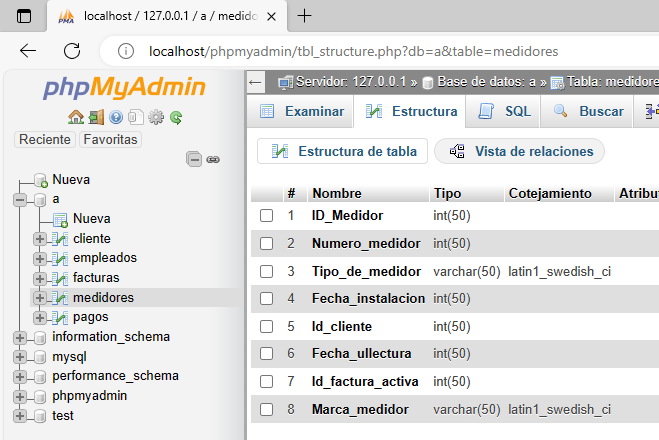 localhost / 127.0.0.1 / a / medido
PMA
localhost/phpmyadmin/tbl_structure.php?db=a&table=medidores
phpMyAdmin
Reciente Favoritas
Nueva
a
Nueva
cliente
empleados
facturas
medidores
pagos
information_schema
mysql
performance_schema
phpmyadmin
test
Servidor: 127.0.0.1 » Base de datos: a » Tabla: medidore
Examinar Estructura SQL Buscar
Estructura de tabla Vista de relaciones
# Nombre Tipo Cotejamiento Atribut
1 ID_Medidor int(50)
2 Numero_medidor int(50)
3 Tipo_de_medidor varchar(50) latin1_swedish_ci
4 Fecha_instalacion int(50)
5 Id_cliente int(50)
6 Fecha_ullectura int(50)
7 Id_factura_activa int(50)
8 Marca_medidor varchar(50) latin1_swedish_ci